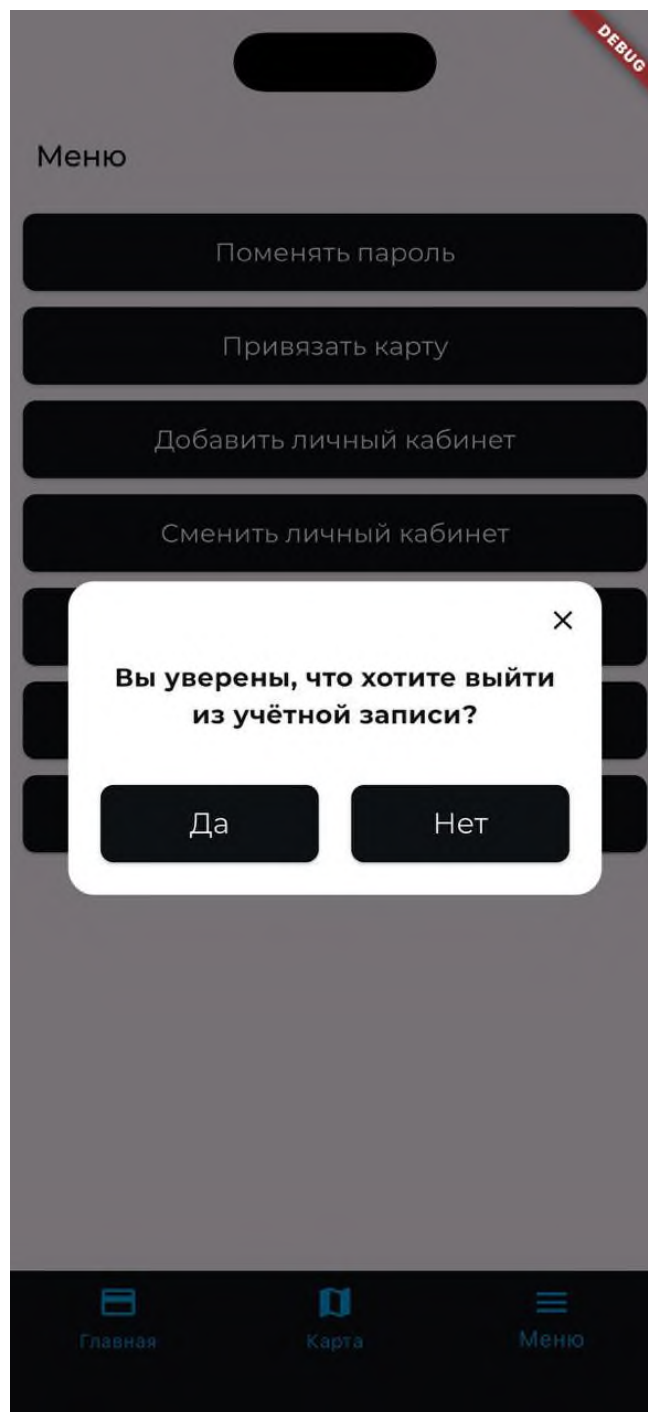 DEBUG
Меню
Поменять пароль
Привязать карту
Добавить личный кабинет
Сменить личный кабинет
Вы уверены, что хотите выйти
из учётной записи?
Да Нет
Главная Карта Меню